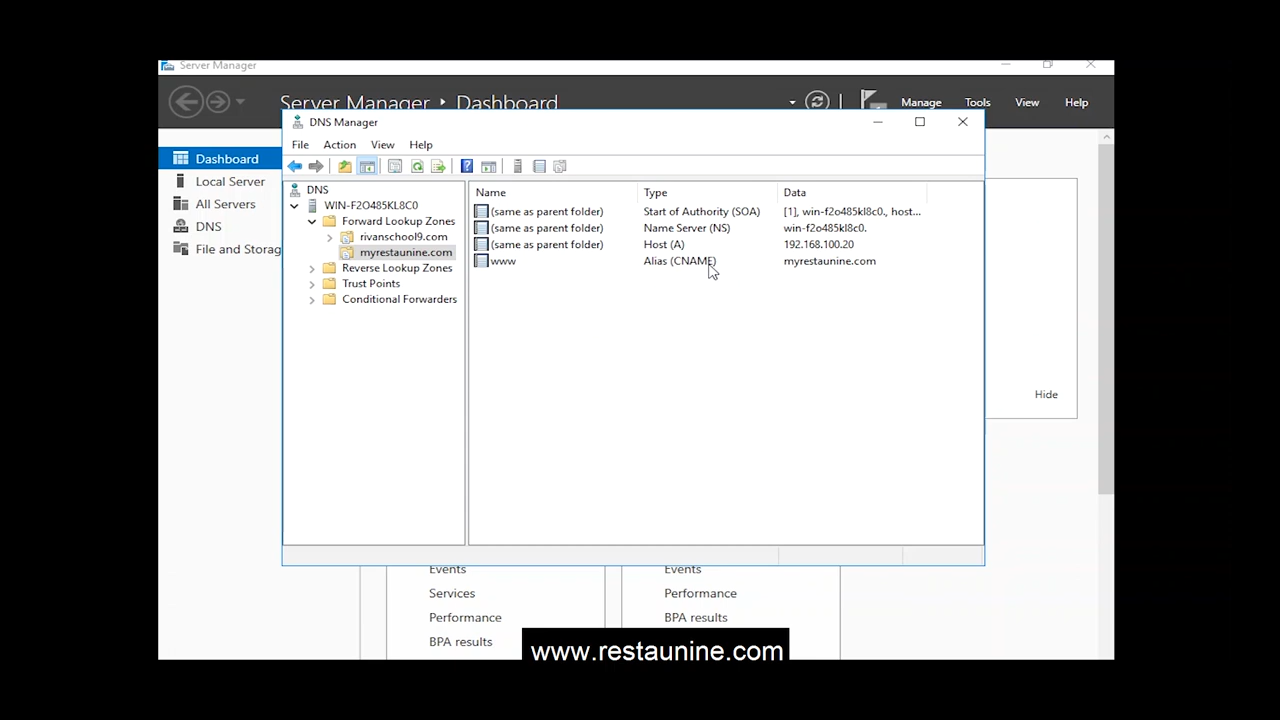 Server Manager
Server Manager • Dashboard
Manage Tools View Help
DNS Manager
File Action View Help
Dashboard
Local Server
All Servers
DNS
File and Storag
DNS
WIN-F2O485KL8C0
Forward Lookup Zones
rivanschool9.com
myrestaunine.com
Reverse Lookup Zones
Trust Points
Conditional Forwarders
Name Type Data
(same as parent folder) Start of Authority (SOA) [1], win-f2o485kl8c0., host...
(same as parent folder) Name Server (NS) win-f2o485kl8c0.
(same as parent folder) Host (A) 192.168.100.20
www Alias (CNAME) myrestaunine.com
Hide
Events Events
Services Performance
Performance BPA results
BPA results
www.restaunine.com